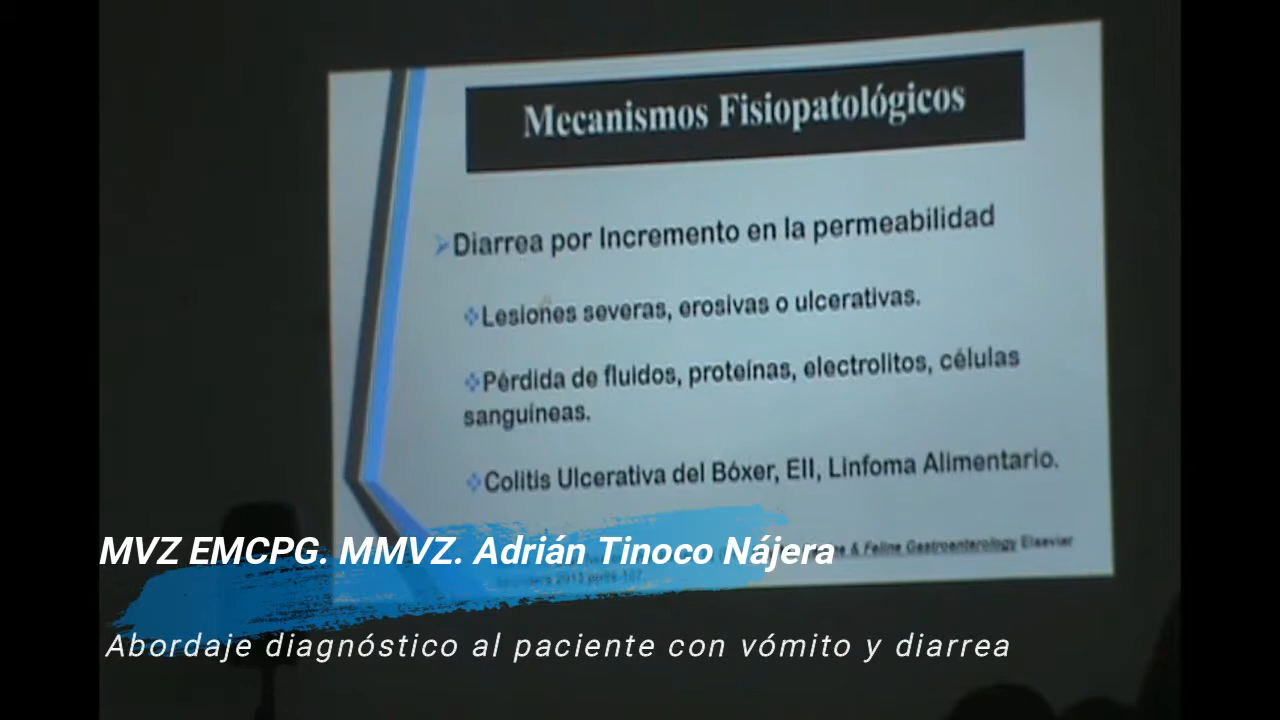 Mecanismos Fisiopatológicos
Diarrea por Incremento en la permeabilidad
Lesiones severas, erosivas o ulcerativas.
Pérdida de fluidos, proteínas, electrolitos, células
sanguíneas.
Colitis Ulcerativa del Bóxer, EII, Linfoma Alimentario.
& Feline Gastroenterology Elsevier
MVZ EMCPG. MMVZ. Adrián Tinoco Nájera
Abordaje diagnóstico al paciente con vómito y diarrea